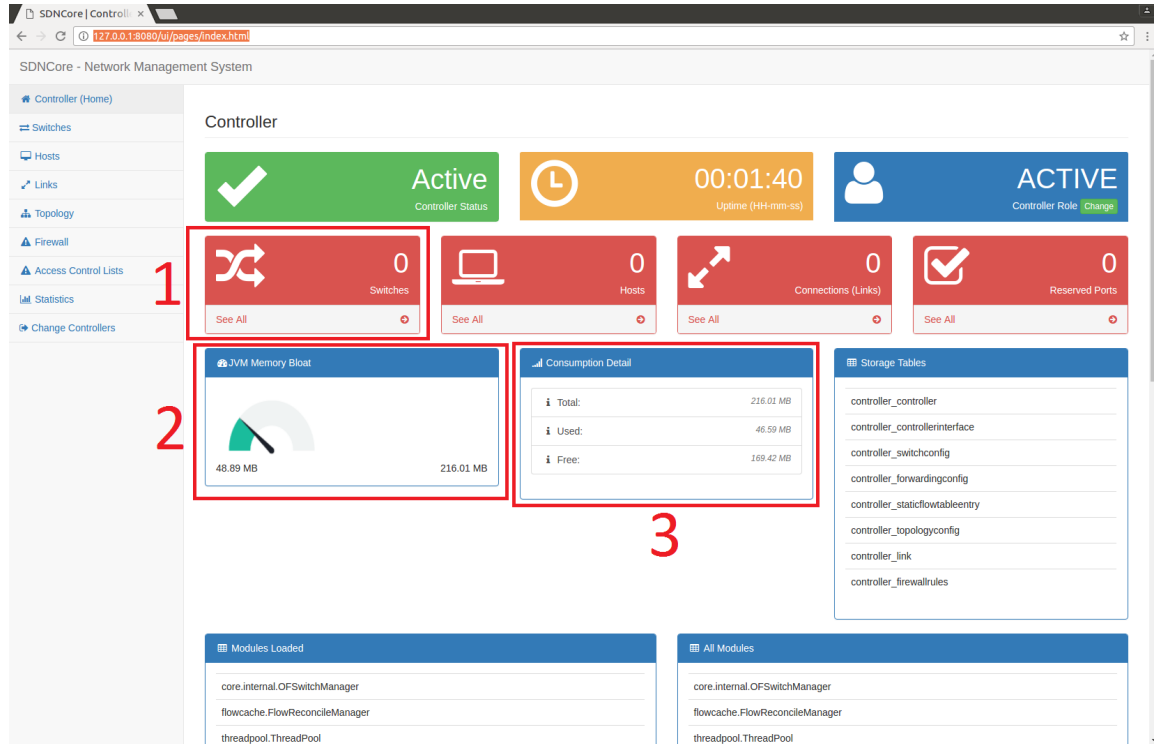 SDNCore | Controlle
127.0.0.1:8080/ui/pages/index.html
SDNCore - Network Management System
Controller (Home)
Switches
Hosts
Links
Topology
Firewall
Access Control Lists
Statistics
Change Controllers
Controller
Active
Controller Status
00:01:40
Uptime (HH-mm-ss)
ACTIVE
Controller Role Change
1
0
Switches
See All
0
Hosts
See All
0
Connections (Links)
See All
0
Reserved Ports
See All
2
JVM Memory Bloat
48.89 MB 216.01 MB
Consumption Detail
Total: 216.01 MB
Used: 46.59 MB
Free: 169.42 MB
3
Storage Tables
controller_controller
controller_controllerinterface
controller_switchconfig
controller_forwardingconfig
controller_staticflowtableentry
controller_topologyconfig
controller_link
controller_firewallrules
Modules Loaded
core.internal.OFSwitchManager
flowcache.FlowReconcileManager
threadpool.ThreadPool
All Modules
core.internal.OFSwitchManager
flowcache.FlowReconcileManager
threadpool.ThreadPool